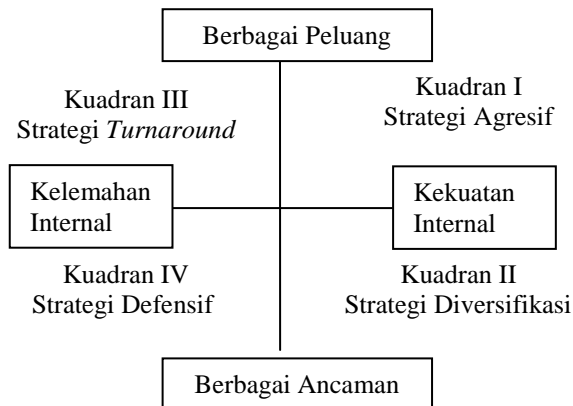 Berbagai Peluang
Kuadran III
Strategi Turnaround
Kuadran I
Strategi Agresif
Kelemahan
Internal
Kekuatan
Internal
Kuadran IV
Strategi Defensif
Kuadran II
Strategi Diversifikasi
Berbagai Ancaman